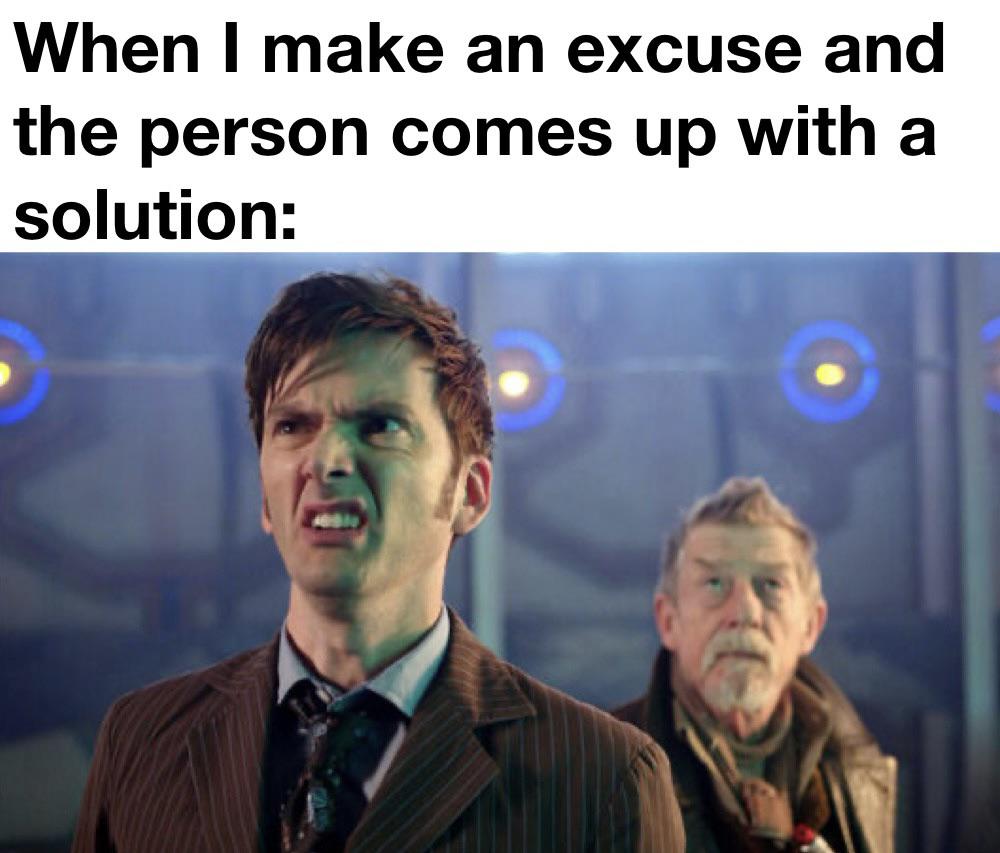 When I make an excuse and
the person comes up with a
solution: